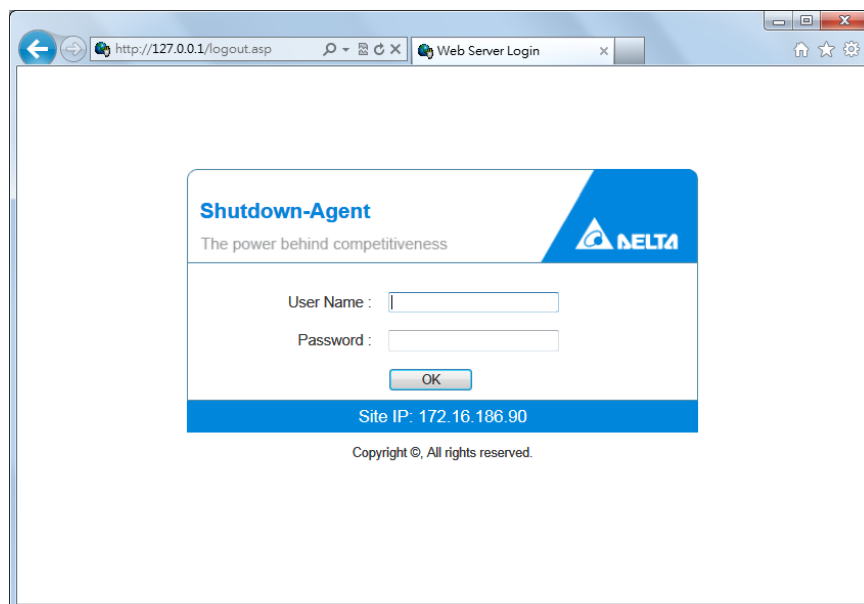 http://127.0.0.1/logout.asp
Web Server Login
Shutdown-Agent
The power behind competitiveness
DELTA
User Name :
Password :
OK
Site IP: 172.16.186.90
Copyright ©, All rights reserved.